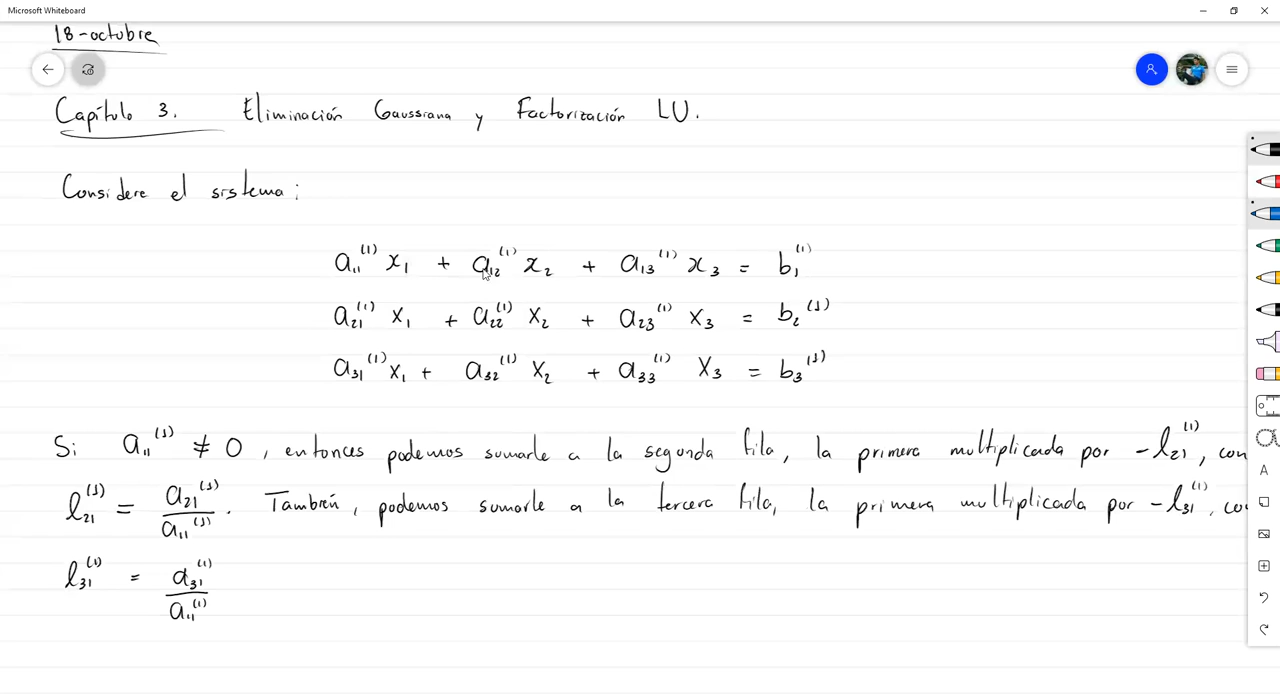 Microsoft Whiteboard
18-octubre
Capítulo 3. Eliminación Gaussiana y Factorización LU.
Considere el sistema:
a₁₁⁽¹⁾ x₁ + a₁₂⁽¹⁾ x₂ + a₁₃⁽¹⁾ x₃ = b₁⁽¹⁾
a₂₁⁽¹⁾ x₁ + a₂₂⁽¹⁾ x₂ + a₂₃⁽¹⁾ x₃ = b₂⁽¹⁾
a₃₁⁽¹⁾ x₁ + a₃₂⁽¹⁾ x₂ + a₃₃⁽¹⁾ x₃ = b₃⁽¹⁾
Si a₁₁⁽¹⁾ ≠ 0, entonces podemos sumarle a la segunda fila, la primera multiplicada por -l₂₁⁽¹⁾, con
l₂₁⁽¹⁾ = a₂₁⁽¹⁾ / a₁₁⁽¹⁾. También, podemos sumarle a la tercera fila, la primera multiplicada por -l₃₁⁽¹⁾, co
l₃₁⁽¹⁾ = a₃₁⁽¹⁾ / a₁₁⁽¹⁾